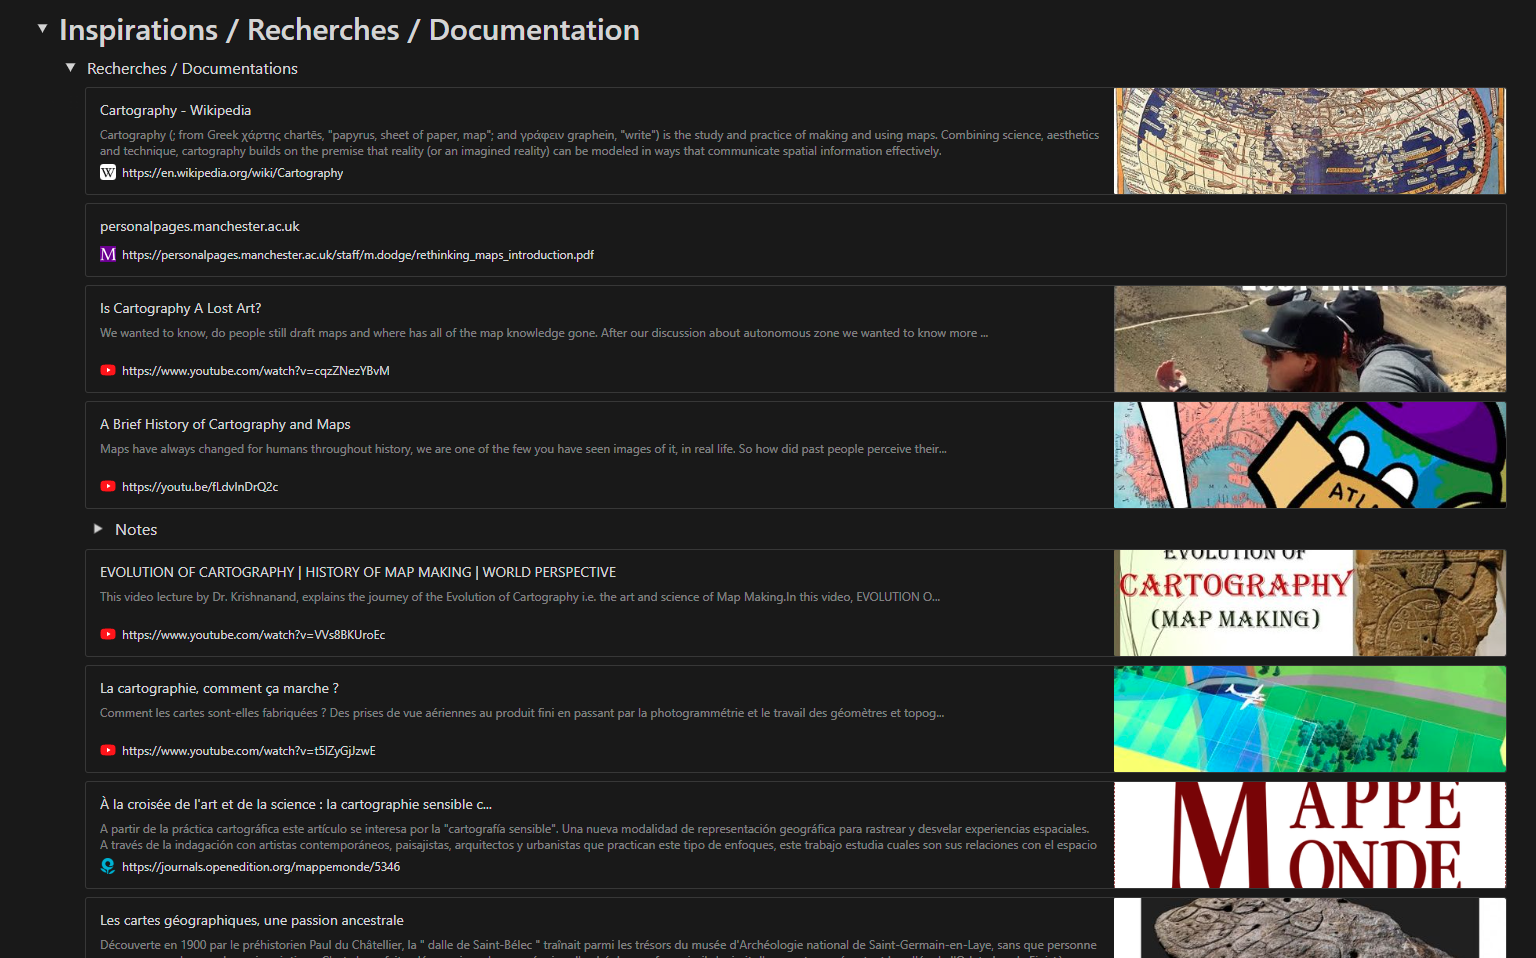 Inspirations / Recherches / Documentation
Recherches / Documentations
Cartography - Wikipedia
Cartography (; from Greek χάρτης chartēs, "papyrus, sheet of paper, map"; and γράφειν graphein, "write") is the study and practice of making and using maps. Combining science, aesthetics
and technique, cartography builds on the premise that reality (or an imagined reality) can be modeled in ways that communicate spatial information effectively.
W https://en.wikipedia.org/wiki/Cartography
personalpages.manchester.ac.uk
M https://personalpages.manchester.ac.uk/staff/m.dodge/rethinking_maps_introduction.pdf
Is Cartography A Lost Art?
We wanted to know, do people still draft maps and where has all of the map knowledge gone. After our discussion about autonomous zone we wanted to know more ...
https://www.youtube.com/watch?v=cqzZNezYBvM
A Brief History of Cartography and Maps
Maps have always changed for humans throughout history, we are one of the few you have seen images of it, in real life. So how did past people perceive their...
https://youtu.be/fLdvInDrQ2c
ATL
Notes
EVOLUTION OF CARTOGRAPHY | HISTORY OF MAP MAKING | WORLD PERSPECTIVE
This video lecture by Dr. Krishnanand, explains the journey of the Evolution of Cartography i.e. the art and science of Map Making.In this video, EVOLUTION O...
https://www.youtube.com/watch?v=VVs8BKUroEc
EVOLUTION OF
CARTOGRAPHY
(MAP MAKING)
La cartographie, comment ça marche ?
Comment les cartes sont-elles fabriquées ? Des prises de vue aériennes au produit fini en passant par la photogrammétrie et le travail des géomètres et topog...
https://www.youtube.com/watch?v=t5lZyGjJzwE
À la croisée de l'art et de la science : la cartographie sensible c...
A partir de la práctica cartográfica este artículo se interesa por la "cartografía sensible". Una nueva modalidad de representación geográfica para rastrear y desvelar experiencias espaciales.
A través de la indagación con artistas contemporáneos, paisajistas, arquitectos y urbanistas que practican este tipo de enfoques, este trabajo estudia cuales son sus relaciones con el espacio
https://journals.openedition.org/mappemonde/5346
MAPPE
MONDE
Les cartes géographiques, une passion ancestrale
Découverte en 1900 par le préhistorien Paul du Châtellier, la " dalle de Saint-Bélec " traînait parmi les trésors du musée d'Archéologie national de Saint-Germain-en-Laye, sans que personne